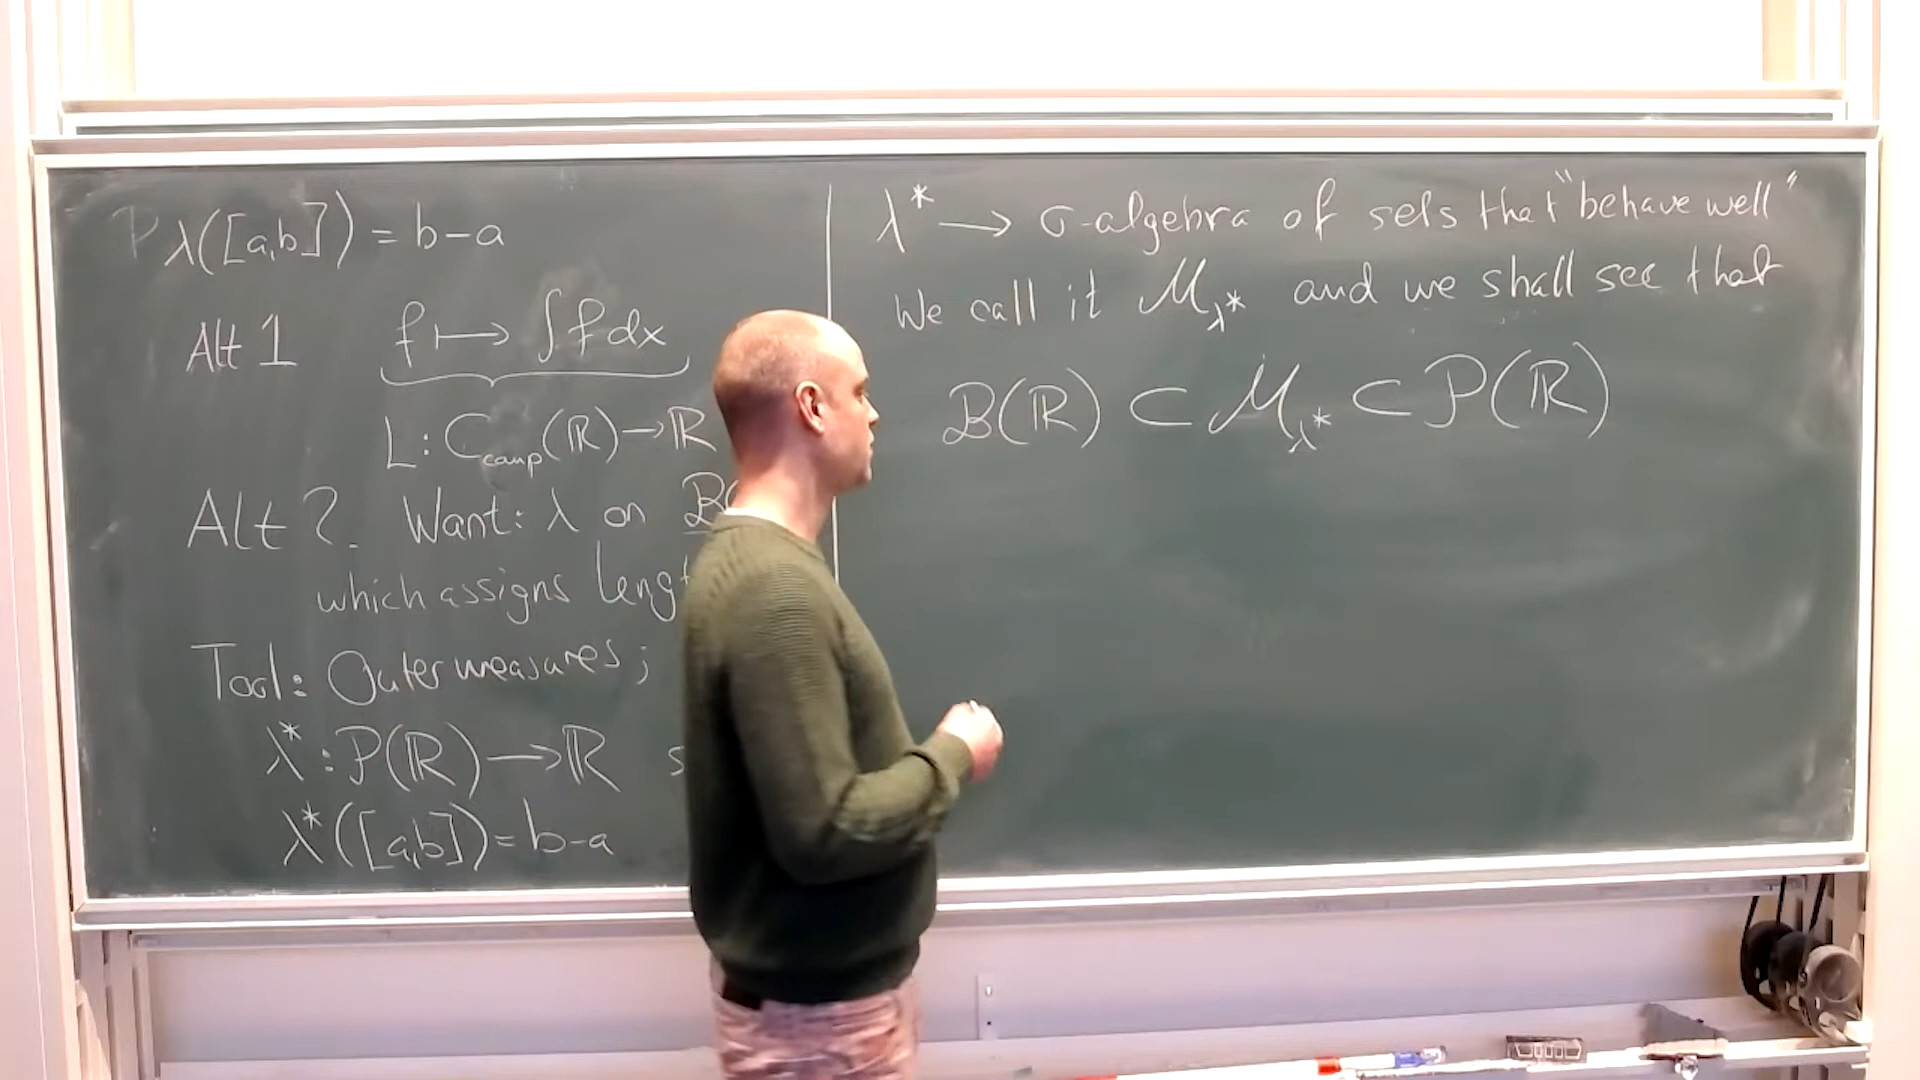 λ([a,b]) = b-a
Alt 1 f ⟼ ∫f dx
L: C_comp(ℝ)→ℝ
Alt 2. Want: λ on B(
which assigns leng
Tool: Outer measures;
λ* : P(ℝ) ⟶ ℝ s
λ*([a,b]) = b-a
λ* ⟶ σ-algebra of sets that "behave well"
We call it M_λ* and we shall see that
B(ℝ) ⊂ M_λ* ⊂ P(ℝ)